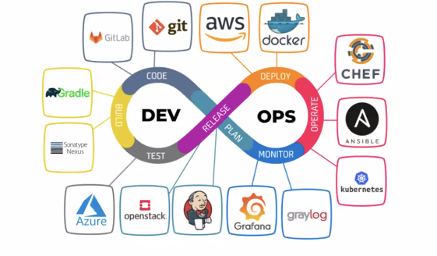 GitLab
git
aws
docker
CHEF
Gradle
CODE
DEPLOY
BUILD
DEV
RELEASE
PLAN
OPS
OPERATE
ANSIBLE
Sonatype
Nexus
TEST
MONITOR
kubernetes
Azure
openstack.
Grafana
graylog